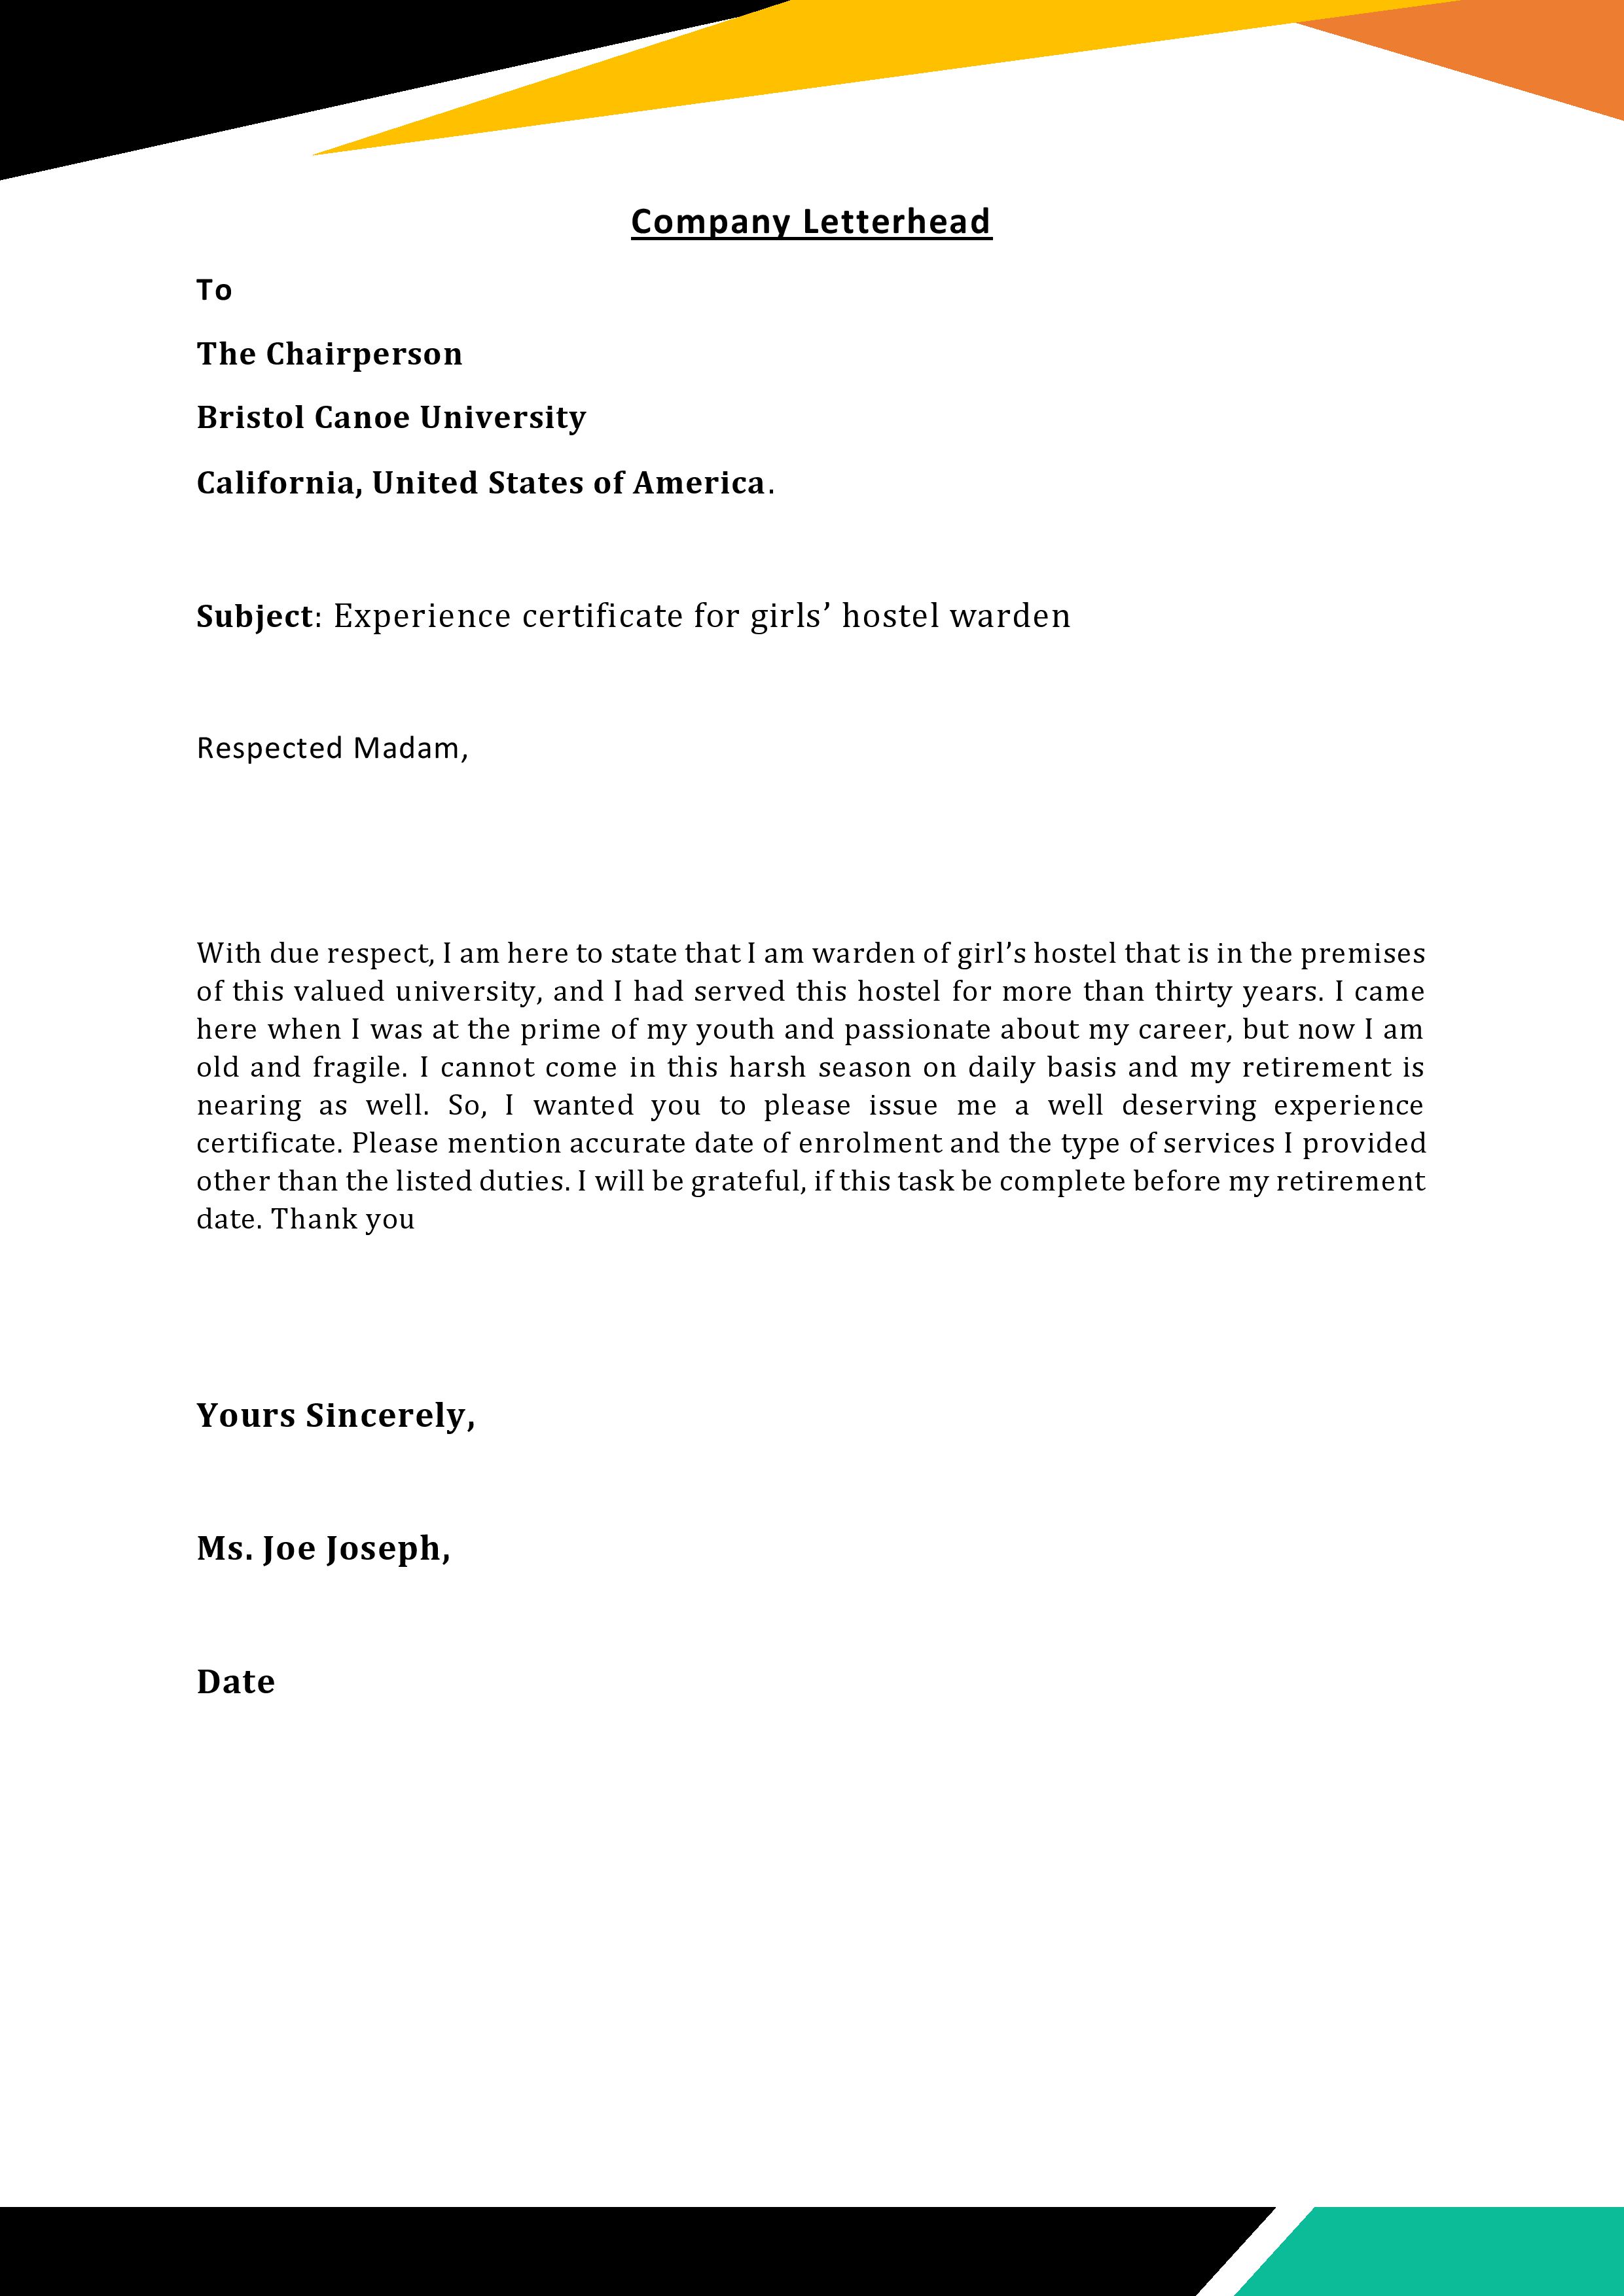 Company Letterhead
To
The Chairperson
Bristol Canoe University
California, United States of America.
Subject: Experience certificate for girls’ hostel warden
Respected Madam,
With due respect, I am here to state that I am warden of girl’s hostel that is in the premises
of this valued university, and I had served this hostel for more than thirty years. I came
here when I was at the prime of my youth and passionate about my career, but now I am
old and fragile. I cannot come in this harsh season on daily basis and my retirement is
nearing as well. So, I wanted you to please issue me a well deserving experience
certificate. Please mention accurate date of enrolment and the type of services I provided
other than the listed duties. I will be grateful, if this task be complete before my retirement
date. Thank you
Yours Sincerely,
Ms. Joe Joseph,
Date